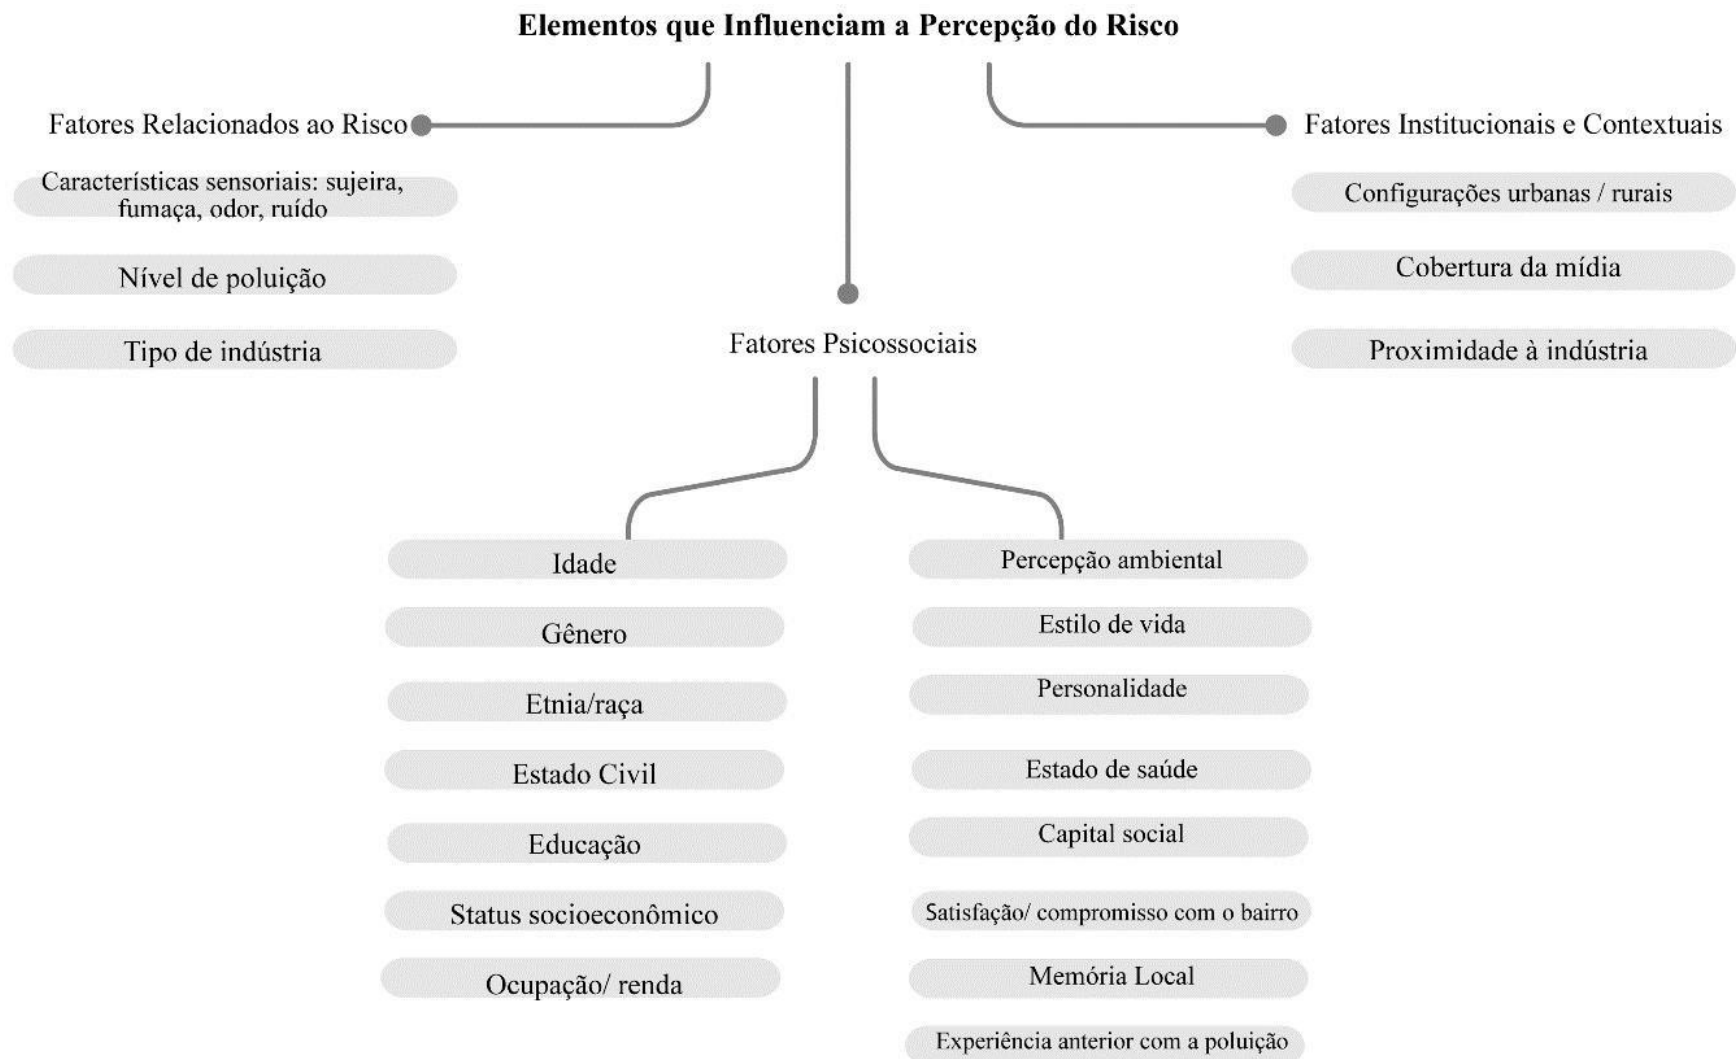 Elementos que Influenciam a Percepção do Risco
Fatores Relacionados ao Risco
Características sensoriais: sujeira,
fumaça, odor, ruído
Nível de poluição
Tipo de indústria
Fatores Institucionais e Contextuais
Configurações urbanas / rurais
Cobertura da mídia
Proximidade à indústria
Fatores Psicossociais
Idade
Gênero
Etnia/raça
Estado Civil
Educação
Status socioeconômico
Ocupação/ renda
Percepção ambiental
Estilo de vida
Personalidade
Estado de saúde
Capital social
Satisfação/ compromisso com o bairro
Memória Local
Experiência anterior com a poluição